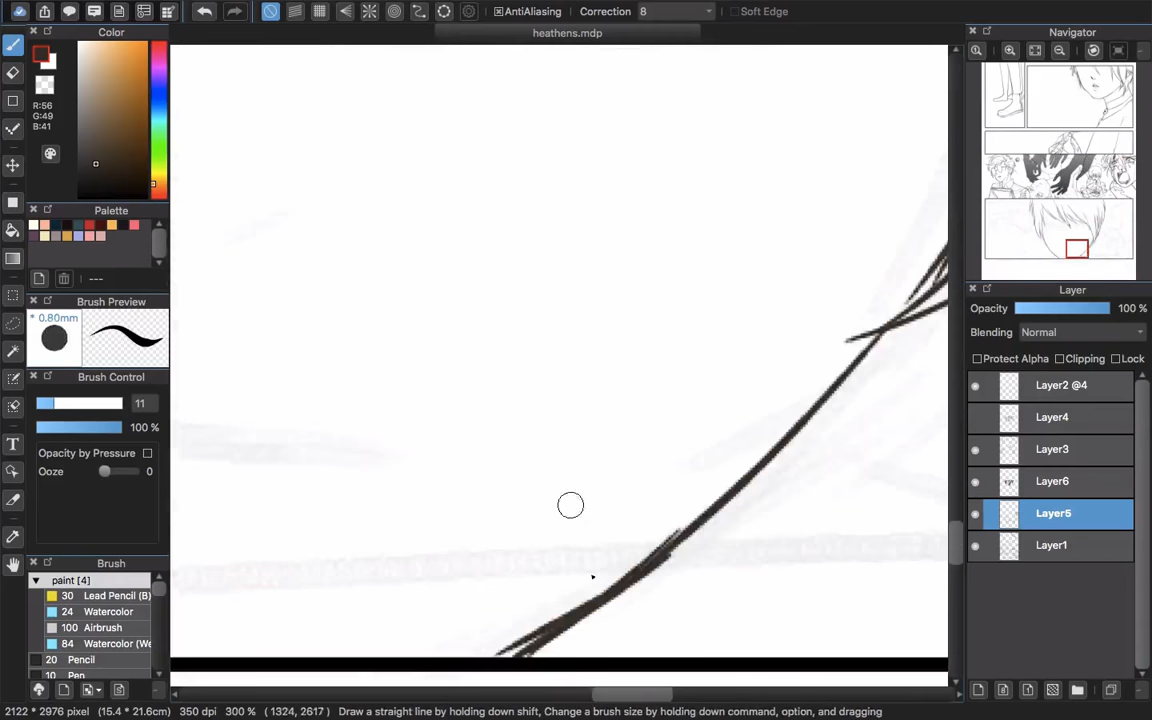 AntiAliasing Correction 8 Soft Edge
Color
heathens.mdp
Navigator
R:56
G:49
B:41
Palette
---
Brush Preview
* 0.80mm
Brush Control
11
100 %
Opacity by Pressure
Ooze 0
Brush
paint [4]
30 Lead Pencil (B)
24 Watercolor
100 Airbrush
84 Watercolor (We
20 Pencil
10 Pen
Layer
Opacity 100 %
Blending Normal
Protect Alpha Clipping Lock
Layer2 @4
Layer4
Layer3
Layer6
Layer5
Layer1
2122 * 2976 pixel (15.4 * 21.6cm) 350 dpi 300 % ( 1324, 2617 ) Draw a straight line by holding down shift, Change a brush size by holding down command, option, and dragging